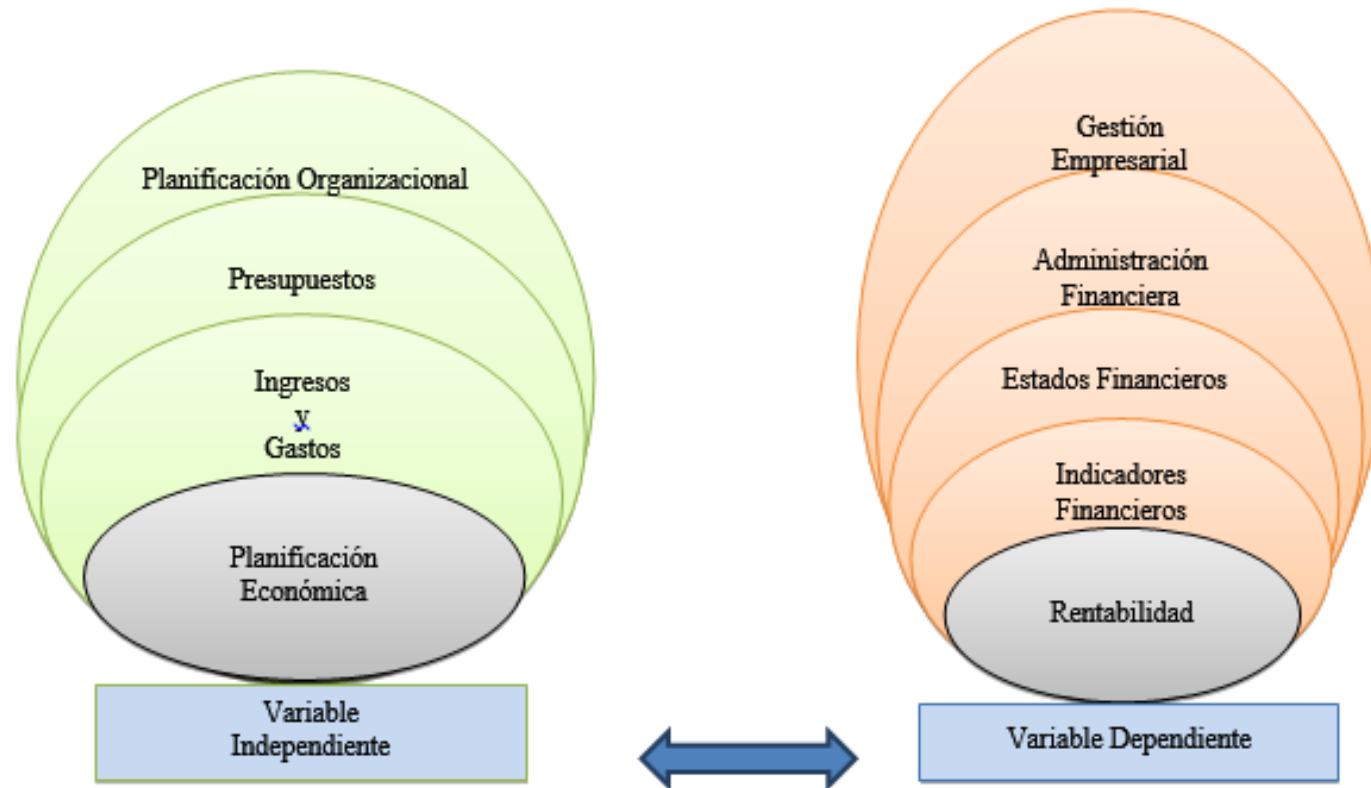 Planificación Organizacional
Presupuestos
Ingresos
y
Gastos
Planificación
Económica
Variable
Independiente
Gestión
Empresarial
Administración
Financiera
Estados Financieros
Indicadores
Financieros
Rentabilidad
Variable Dependiente